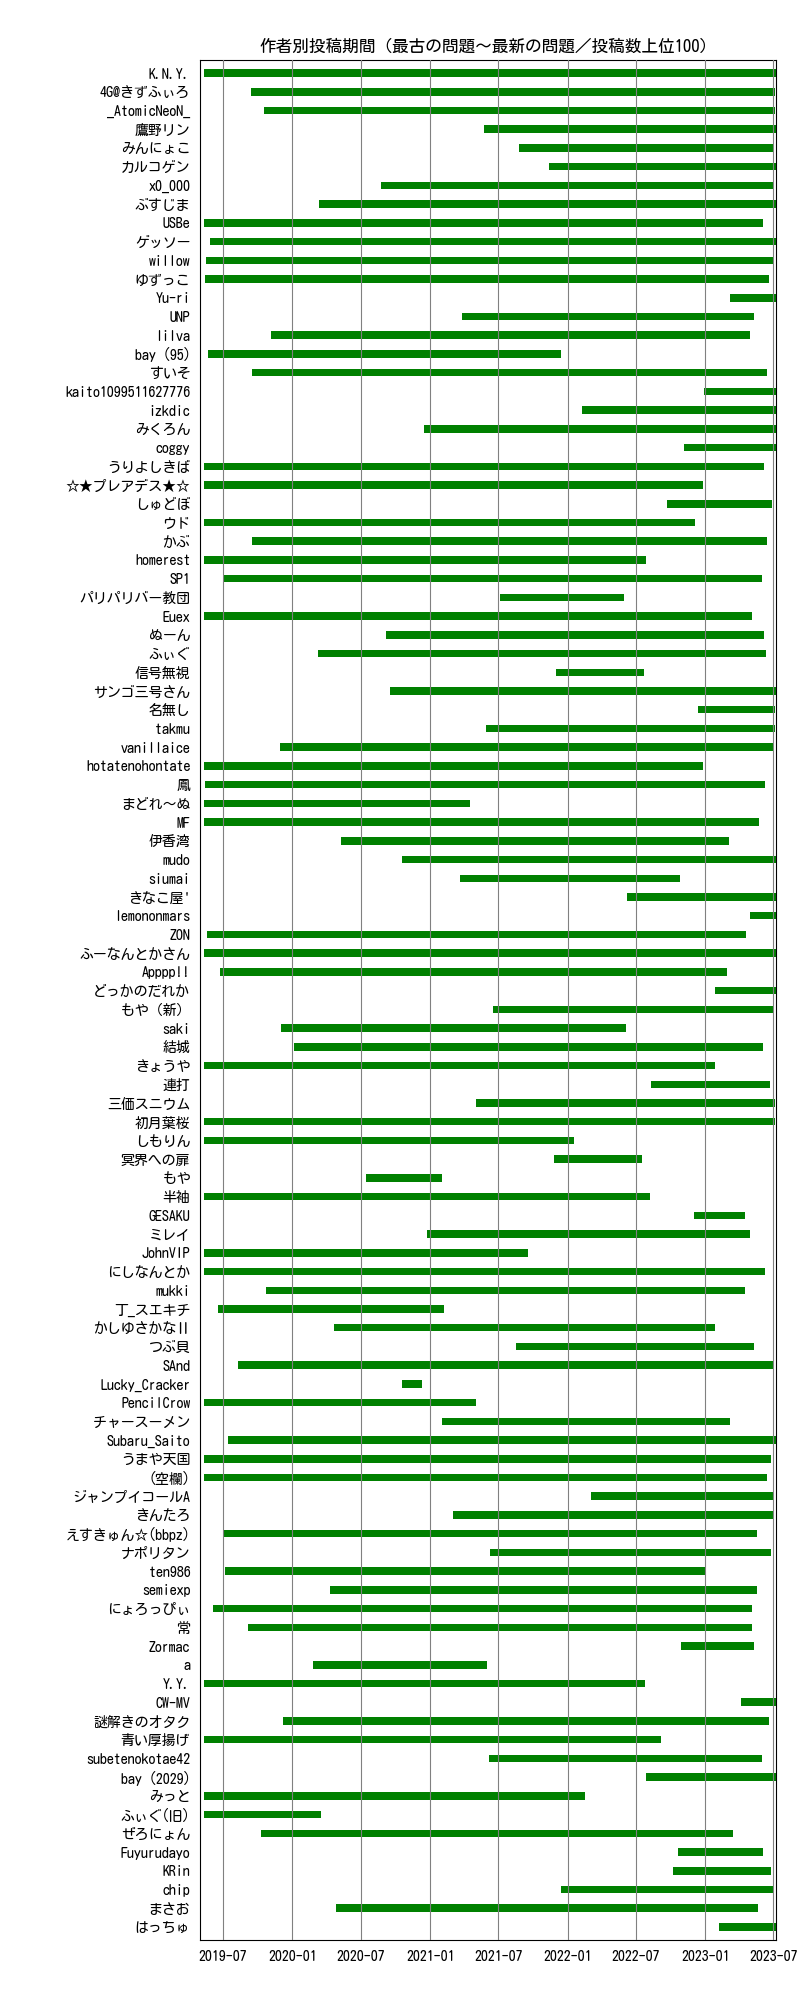 作者別投稿期間（最古の問題～最新の問題／投稿数上位100）
K.N.Y.
4G@きずふぃろ
_AtomicNeoN_
鷹野リン
みんにょこ
カルコゲン
x0_000
ぶすじま
USBe
ゲッソー
willow
ゆずっこ
Yu-ri
UNP
lilva
bay (95)
すいそ
kaito1099511627776
izkdic
みくろん
coggy
うりよしきば
☆★プレアデス★☆
しゅどぼ
ウド
かぶ
homerest
SP1
パリパリバー教団
Euex
ぬーん
ふぃぐ
信号無視
サンゴ三号さん
名無し
takmu
vanillaice
hotatenohontate
鳳
まどれ～ぬ
MF
伊香湾
mudo
siumai
きなこ屋'
lemononmars
ZON
ふーなんとかさん
Appppll
どっかのだれか
もや（新）
saki
結城
きょうや
連打
三価スニウム
初月葉桜
しもりん
冥界への扉
もや
半袖
GESAKU
ミレイ
JohnVIP
にしなんとか
mukki
丁_スエキチ
かしゆさかなⅡ
つぶ貝
SAnd
Lucky_Cracker
PencilCrow
チャースーメン
Subaru_Saito
うまや天国
(空欄)
ジャンプイコールA
きんたろ
えすきゅん☆(bbpz)
ナポリタン
ten986
semiexp
にょろっぴぃ
常
Zormac
a
Y.Y.
CW-MV
謎解きのオタク
青い厚揚げ
subetenokotae42
bay (2029)
みっと
ふぃぐ(旧)
ぜろにょん
Fuyurudayo
KRin
chip
まさお
はっちゅ
2019-07 2020-01 2020-07 2021-01 2021-07 2022-01 2022-07 2023-01 2023-07